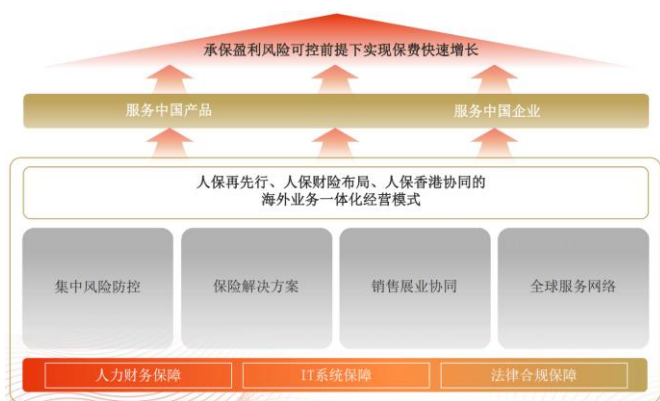 承保盈利风险可控前提下实现保费快速增长
服务中国产品
服务中国企业
人保再先行、人保财险布局、人保香港协同的
海外业务一体化经营模式
集中风险防控
保险解决方案
销售展业协同
全球服务网络
人力财务保障
IT系统保障
法律合规保障